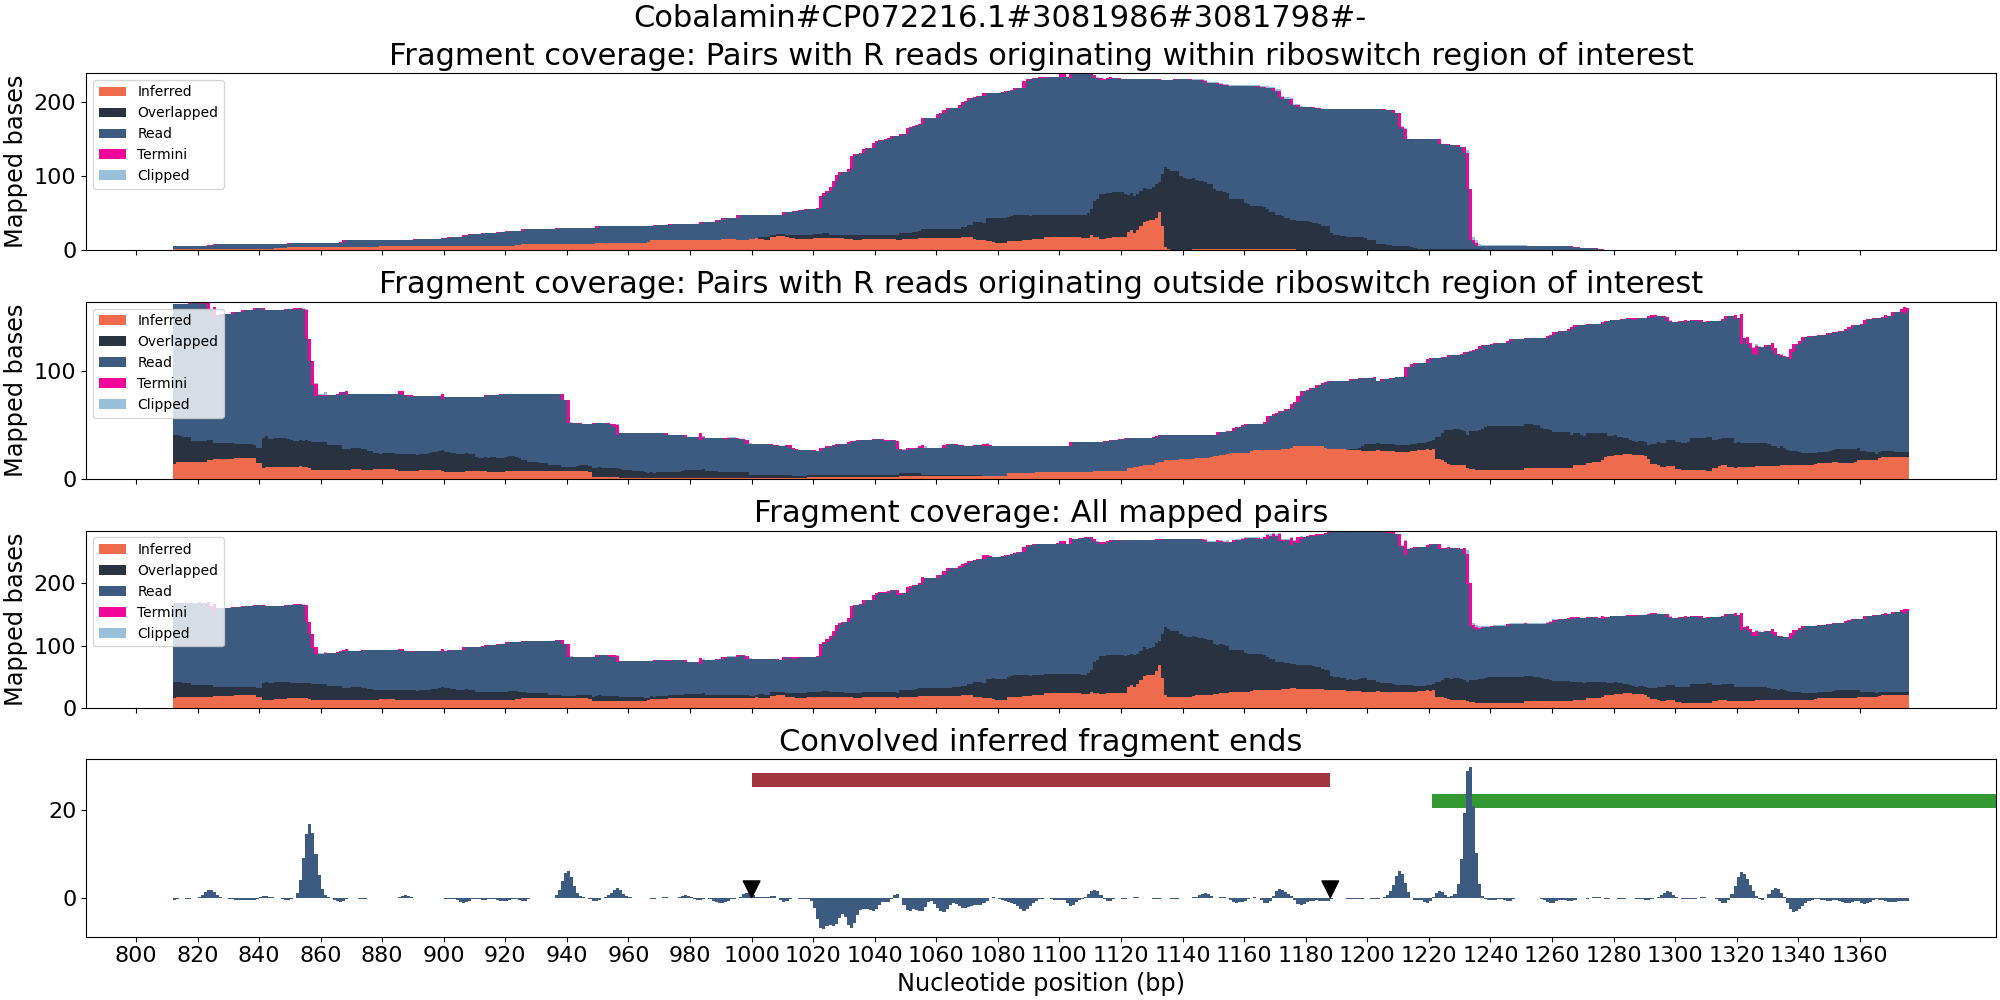 Cobalamin#CP072216.1#3081986#3081798#-
Fragment coverage: Pairs with R reads originating within riboswitch region of interest
Mapped bases
200
100
0
Inferred
Overlapped
Read
Termini
Clipped
Fragment coverage: Pairs with R reads originating outside riboswitch region of interest
Mapped bases
100
0
Inferred
Overlapped
Read
Termini
Clipped
Fragment coverage: All mapped pairs
Mapped bases
200
100
0
Inferred
Overlapped
Read
Termini
Clipped
Convolved inferred fragment ends
20
0
800 820 840 860 880 900 920 940 960 980 1000 1020 1040 1060 1080 1100 1120 1140 1160 1180 1200 1220 1240 1260 1280 1300 1320 1340 1360
Nucleotide position (bp)